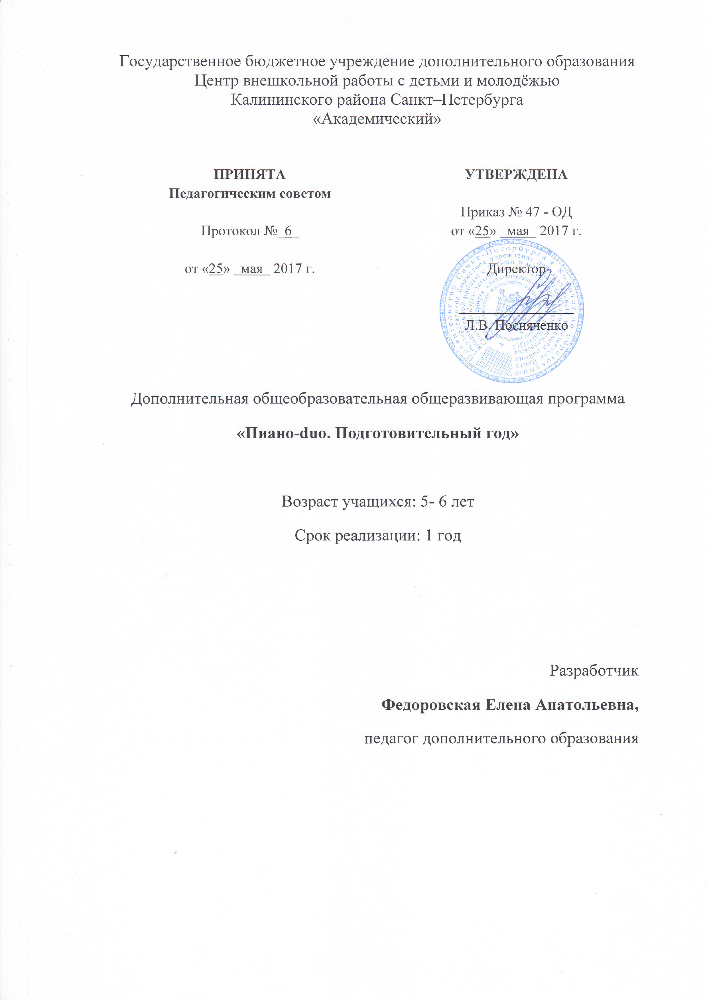 Государственное бюджетное учреждение дополнительного образования
Центр внешкольной работы с детьми и молодёжью
Калининского района Санкт–Петербурга
«Академический»
ПРИНЯТА
Педагогическим советом
Протокол №_6_
от «25» _мая_ 2017 г.
УТВЕРЖДЕНА
Приказ № 47 - ОД
от «25» _мая_ 2017 г.
Директор
Л.В. Посняченко
Дополнительная общеобразовательная общеразвивающая программа
«Пиано-duo. Подготовительный год»
Возраст учащихся: 5- 6 лет
Срок реализации: 1 год
Разработчик
Федоровская Елена Анатольевна,
педагог дополнительного образования